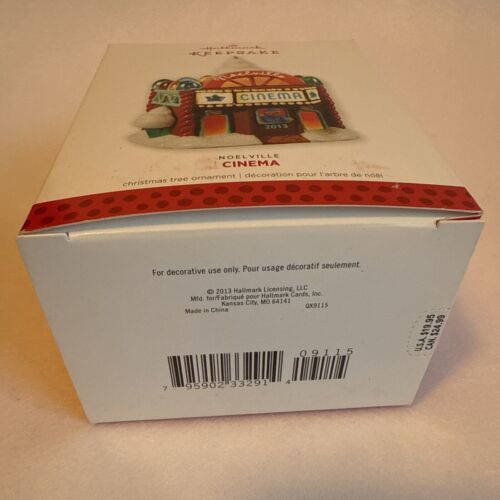 Hallmark
KEEPSAKE
Noelville
CINEMA
2013
NOELVILLE
CINEMA
christmas tree ornament | décoration pour l'arbre de noël
For decorative use only. Pour usage décoratif seulement.
© 2013 Hallmark Licensing, LLC
Mfd. for/Fabriqué pour Hallmark Cards, Inc.
Kansas City, MO 64141
Made in China
QX9115
09115
7 95902 33291 4
U.S.A. $19.95
CAN. $24.99